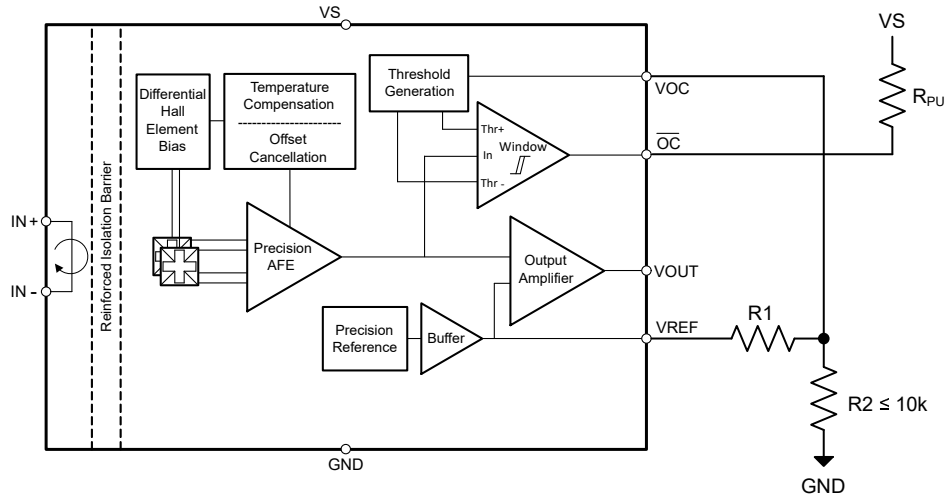 VS
VS
Differential
Hall
Element
Bias
Temperature
Compensation
Offset
Cancellation
Threshold
Generation
VOC
RPU
Thr+
Window
In
Thr -
OC
Reinforced Isolation Barrier
IN+
IN-
Precision
AFE
Output
Amplifier
VOUT
Precision
Reference
Buffer
VREF
R1
R2 ≤ 10k
GND
GND